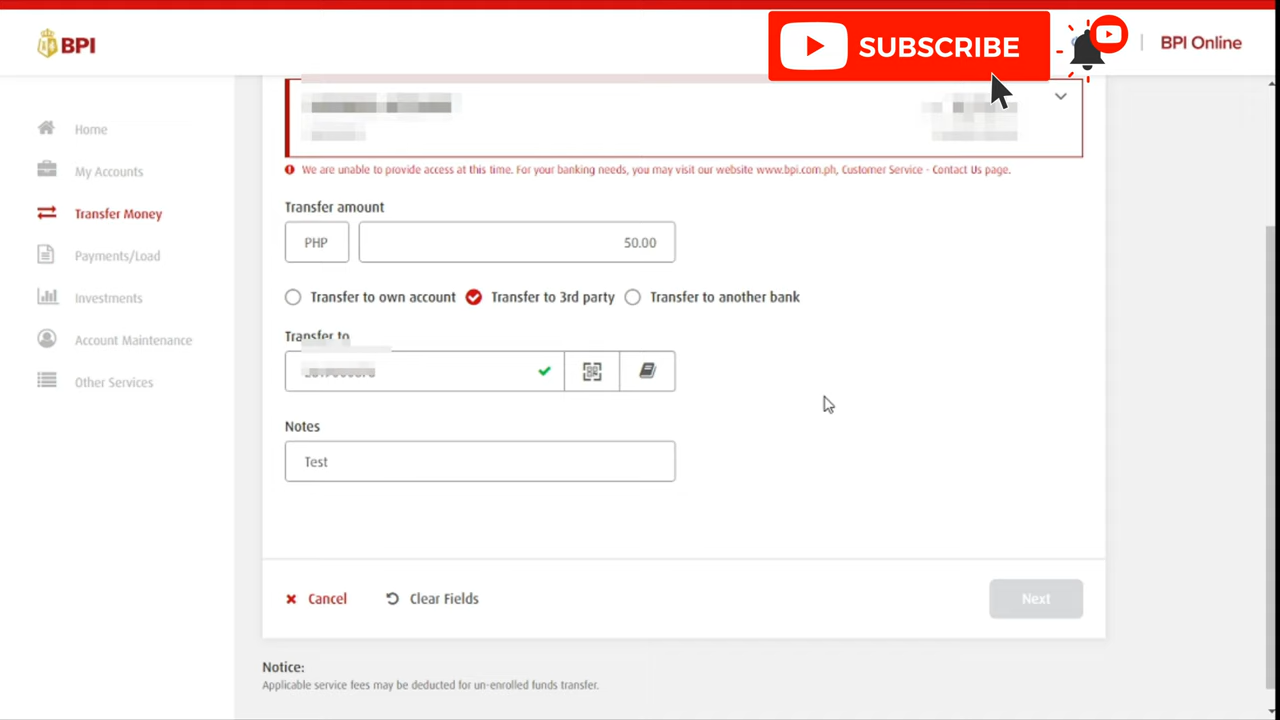 BPI
SUBSCRIBE
BPI Online
Home
My Accounts
Transfer Money
Payments/Load
Investments
Account Maintenance
Other Services
We are unable to provide access at this time. For your banking needs, you may visit our website www.bpi.com.ph, Customer Service - Contact Us page.
Transfer amount
PHP 50.00
Transfer to own account Transfer to 3rd party Transfer to another bank
Transfer to
Notes
Test
Cancel Clear Fields Next
Notice:
Applicable service fees may be deducted for un-enrolled funds transfer.